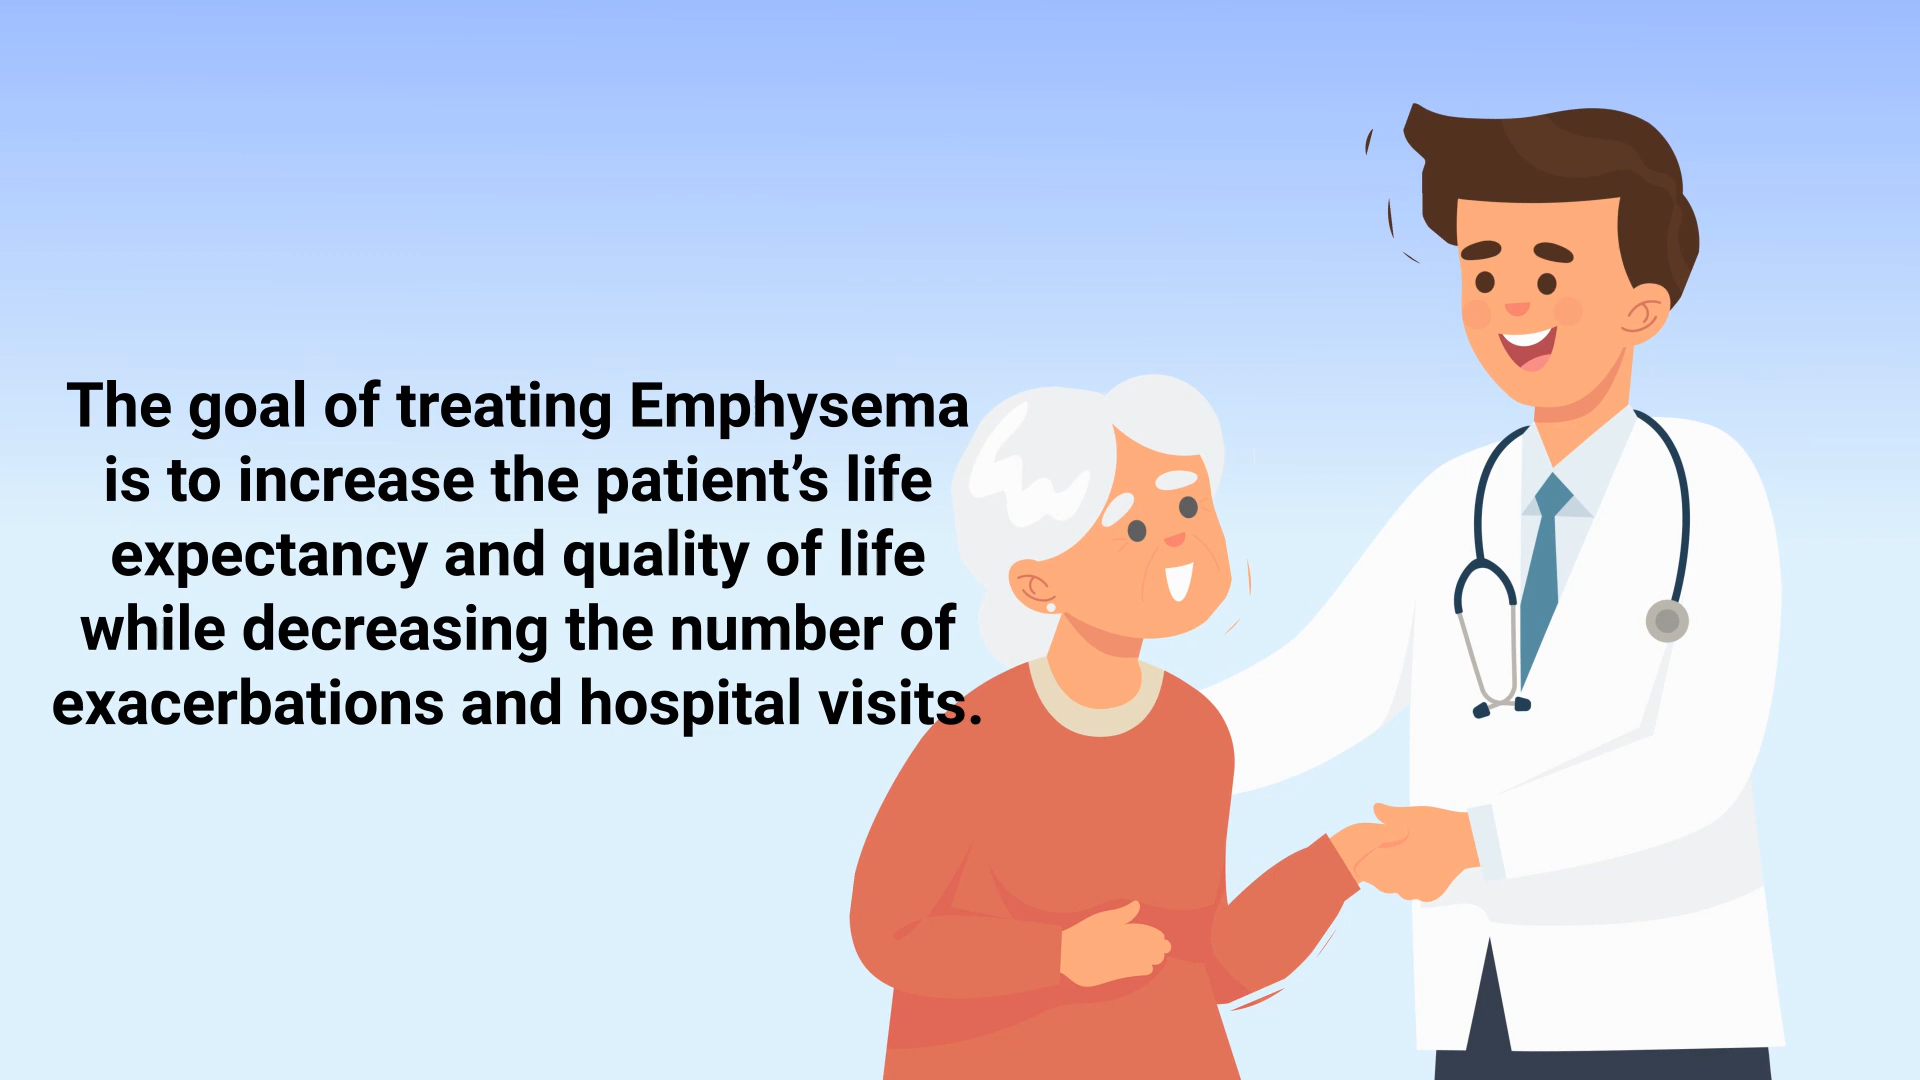 The goal of treating Emphysema
is to increase the patient’s life
expectancy and quality of life
while decreasing the number of
exacerbations and hospital visits.